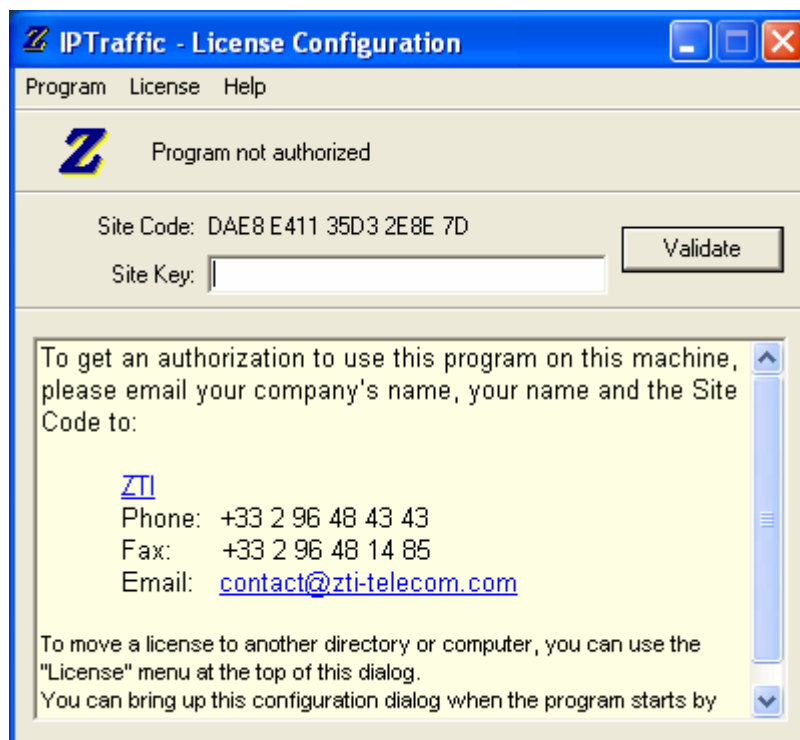 IPTraffic - License Configuration
Program License Help
Z Program not authorized
Site Code: DAE8 E411 35D3 2E8E 7D
Validate
Site Key:
To get an authorization to use this program on this machine,
please email your company's name, your name and the Site
Code to:
ZTI
Phone: +33 2 96 48 43 43
Fax: +33 2 96 48 14 85
Email: contact@zti-telecom.com
To move a license to another directory or computer, you can use the
"License" menu at the top of this dialog.
You can bring up this configuration dialog when the program starts by